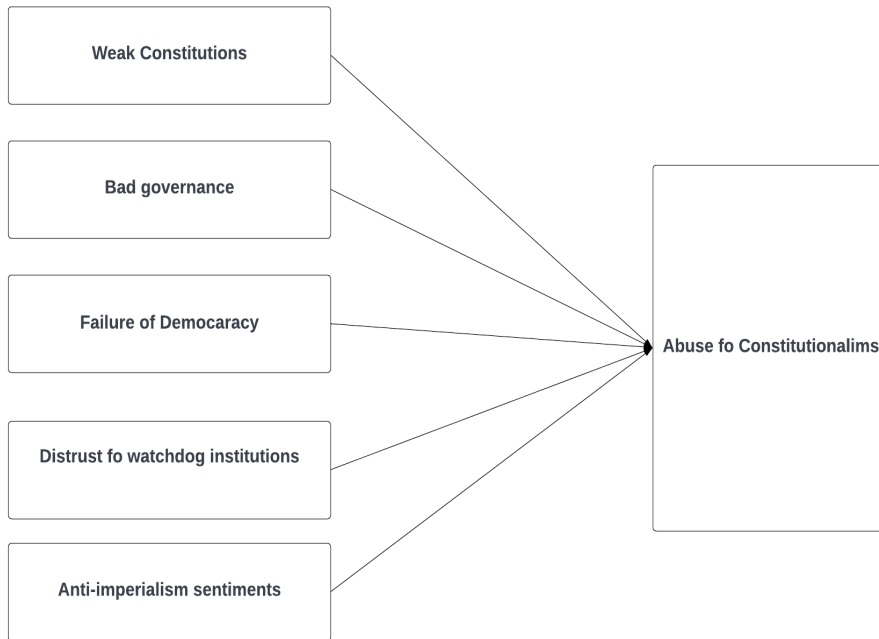 Weak Constitutions
Bad governance
Failure of Democaracy
Abuse fo Constitutionalims
Distrust fo watchdog institutions
Anti-imperialism sentiments